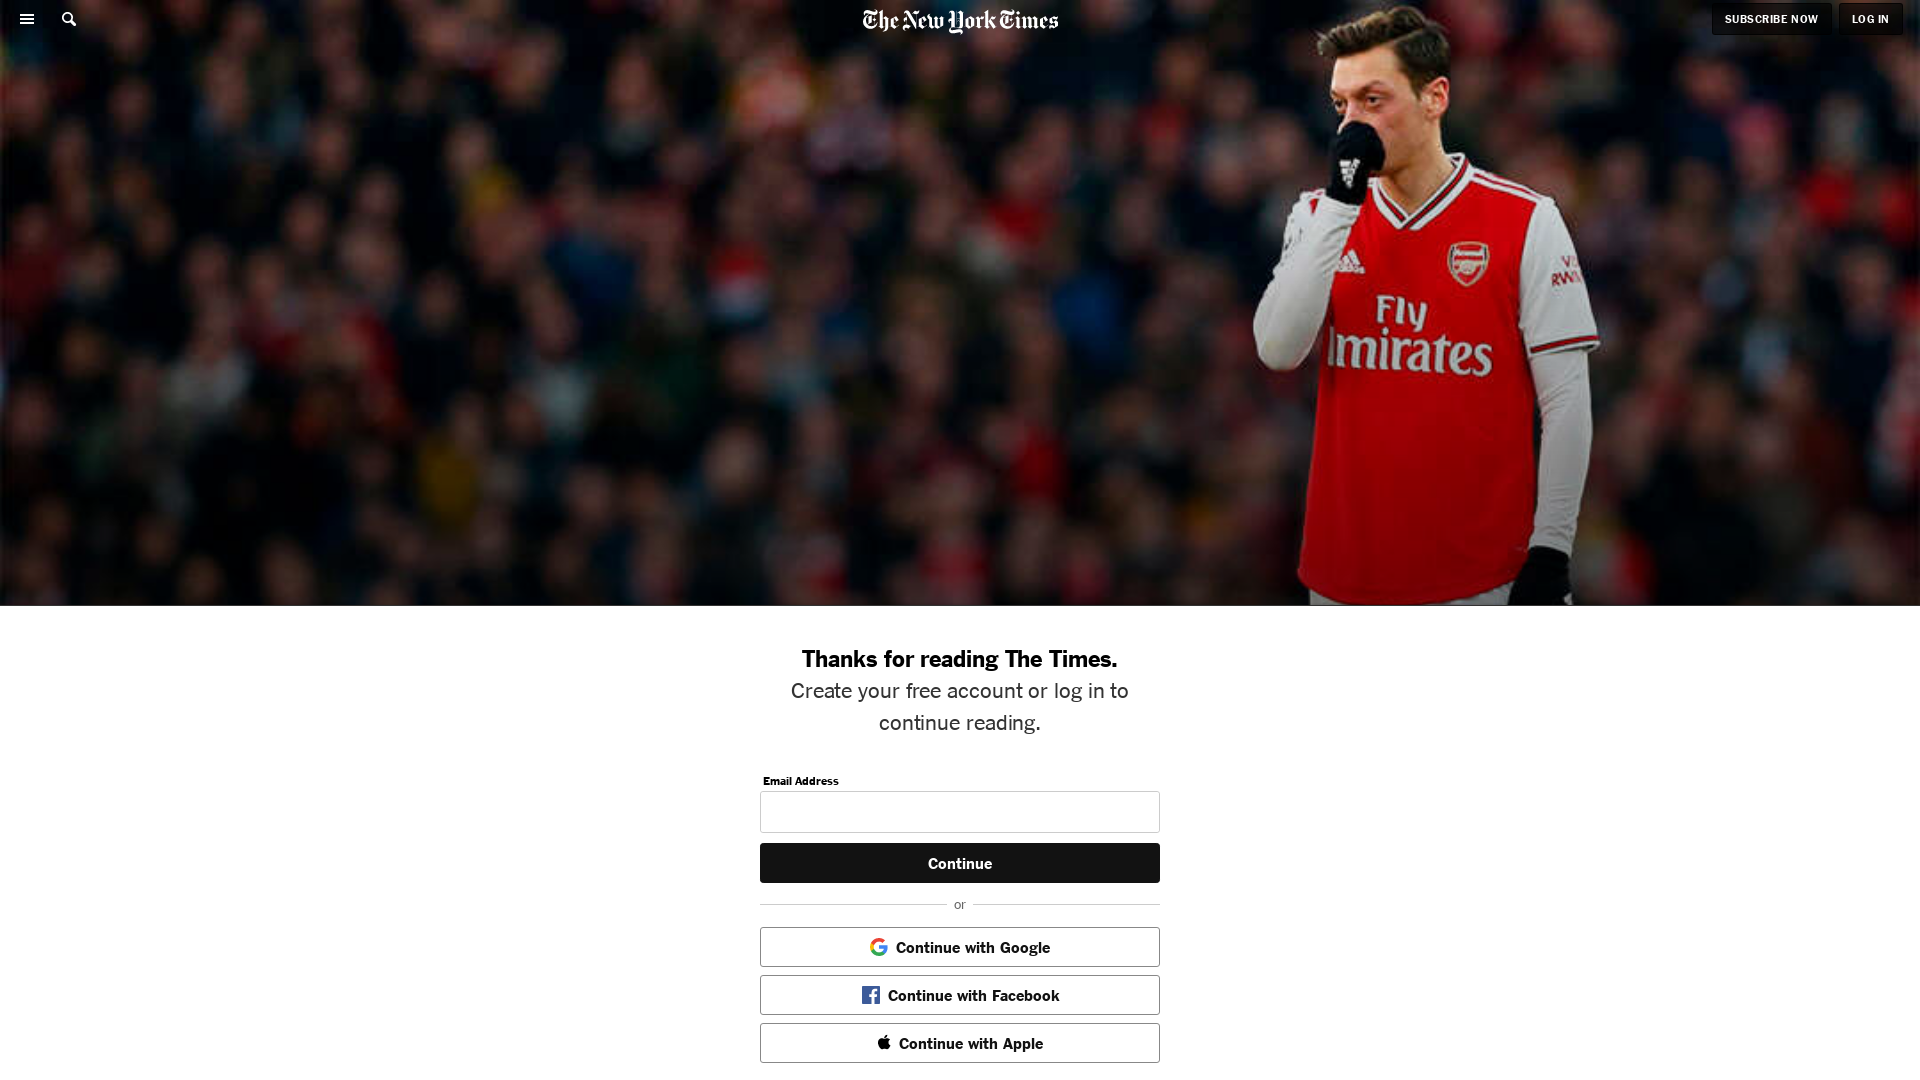 The New York Times
SUBSCRIBE NOW
LOG IN
Fly
Emirates
Thanks for reading The Times.
Create your free account or log in to
continue reading.
Email Address
Continue
or
Continue with Google
Continue with Facebook
Continue with Apple